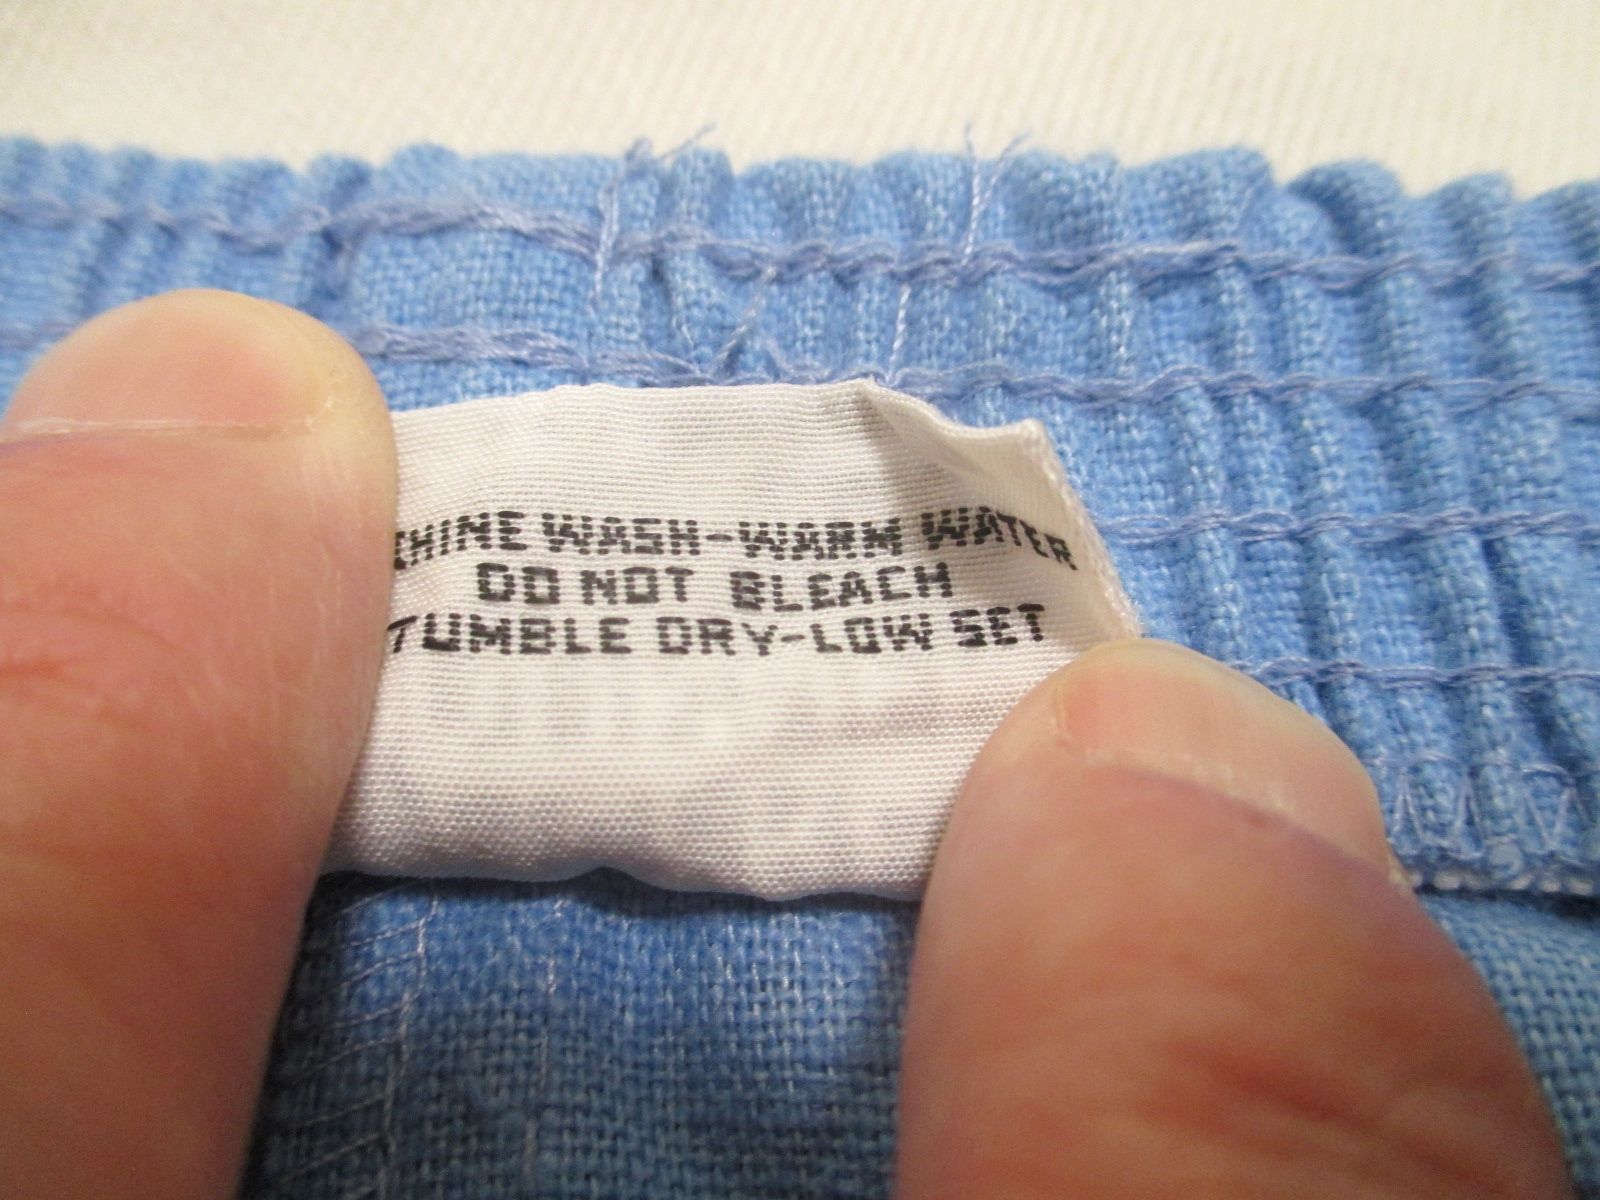 CHINE WASH-WARM WATER
DO NOT BLEACH
TUMBLE DRY-LOW SET